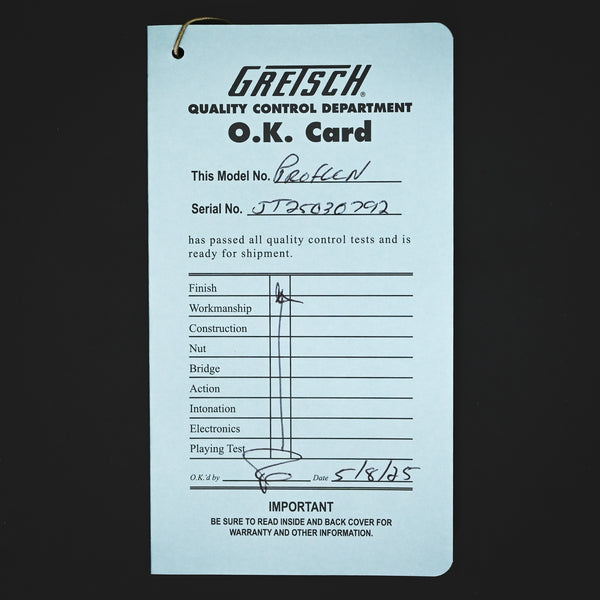 GRETSCH®
QUALITY CONTROL DEPARTMENT
O.K. Card
This Model No. PROFLCN
Serial No. JT25030792
has passed all quality control tests and is
ready for shipment.
Finish
Workmanship
Construction
Nut
Bridge
Action
Intonation
Electronics
Playing Test
O.K.'d by Date 5/8/25
IMPORTANT
BE SURE TO READ INSIDE AND BACK COVER FOR
WARRANTY AND OTHER INFORMATION.